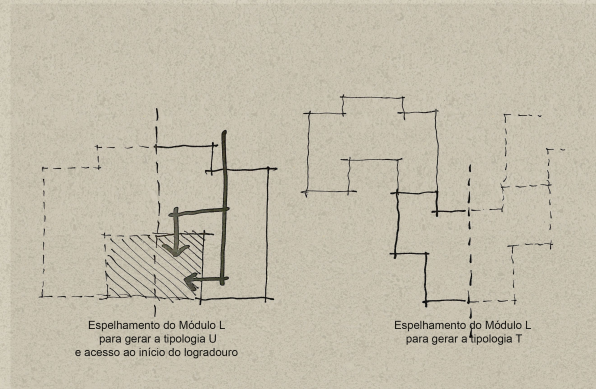 Espelhamento do Módulo L
para gerar a tipologia U
e acesso ao início do logradouro
Espelhamento do Módulo L
para gerar a tipologia T